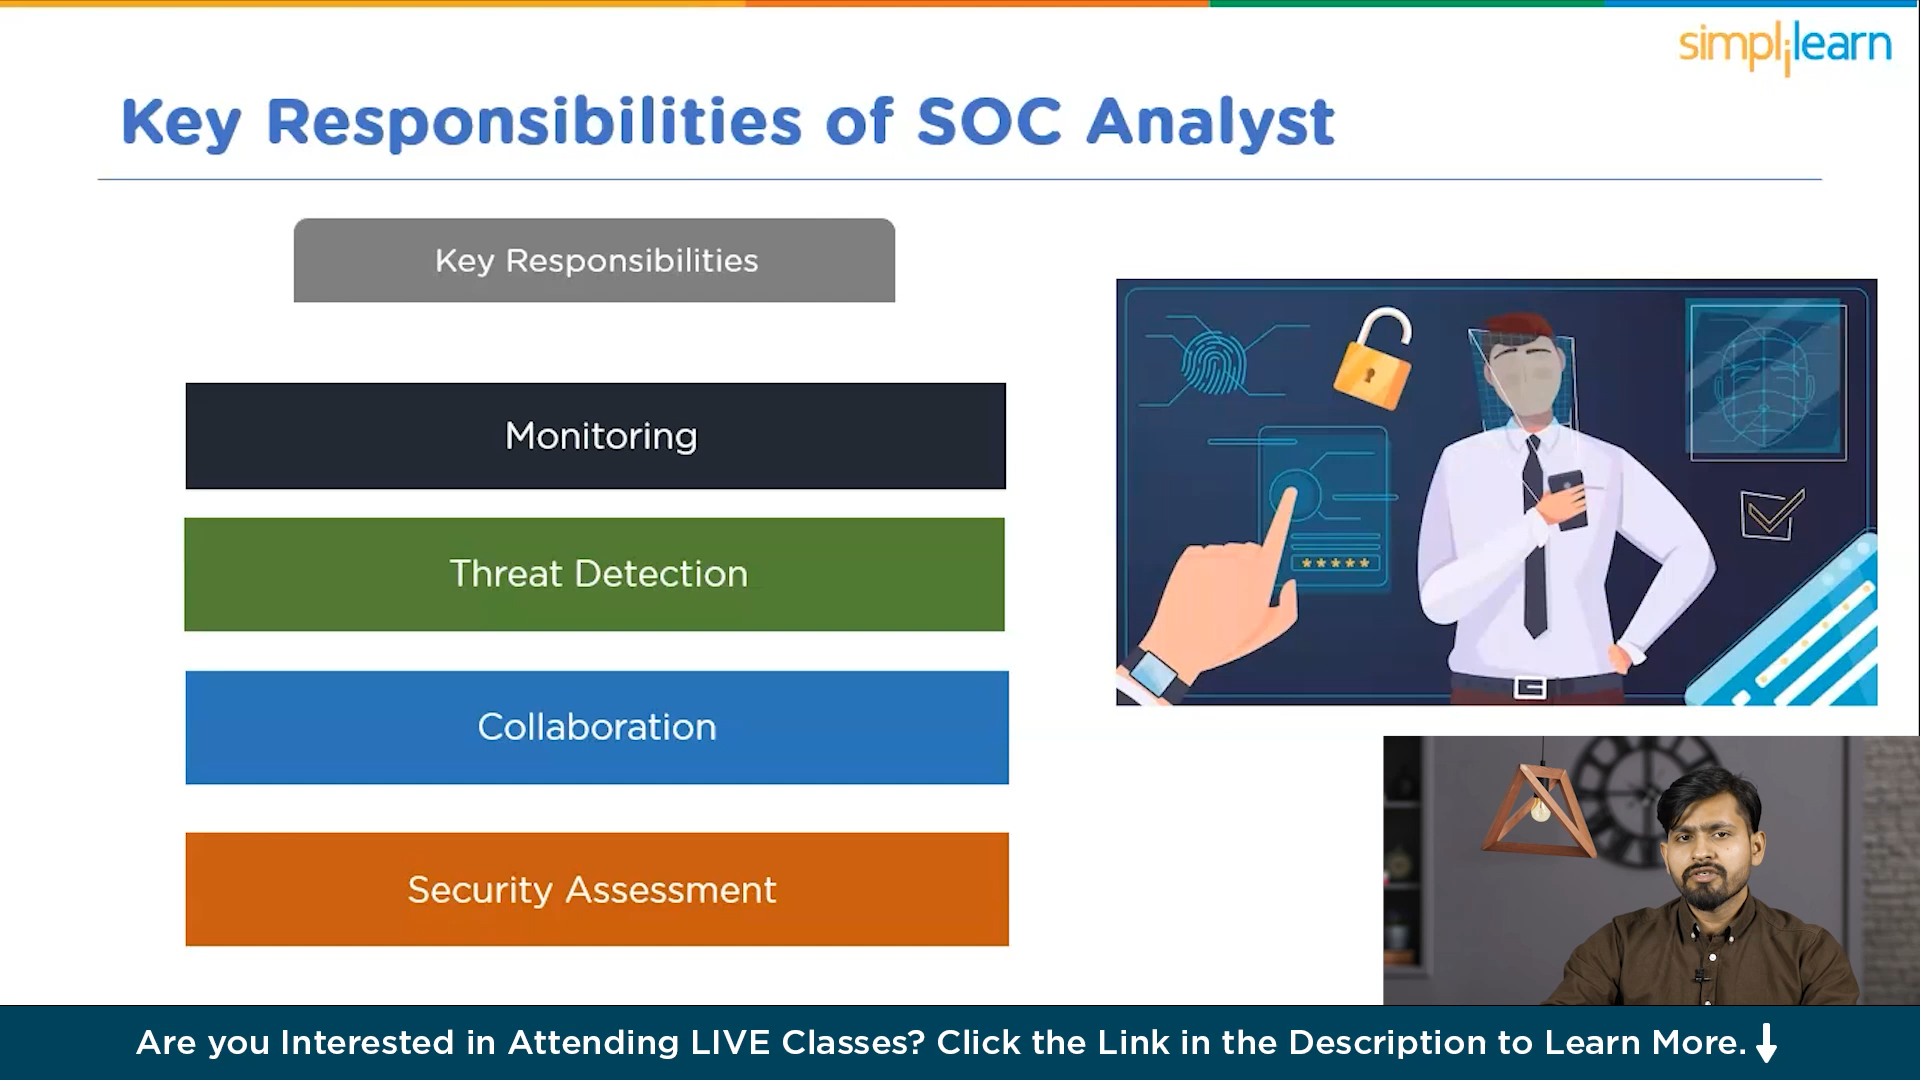 simplilearn
Key Responsibilities of SOC Analyst
Key Responsibilities
Monitoring
Threat Detection
Collaboration
Security Assessment
*****
Are you Interested in Attending LIVE Classes? Click the Link in the Description to Learn More.